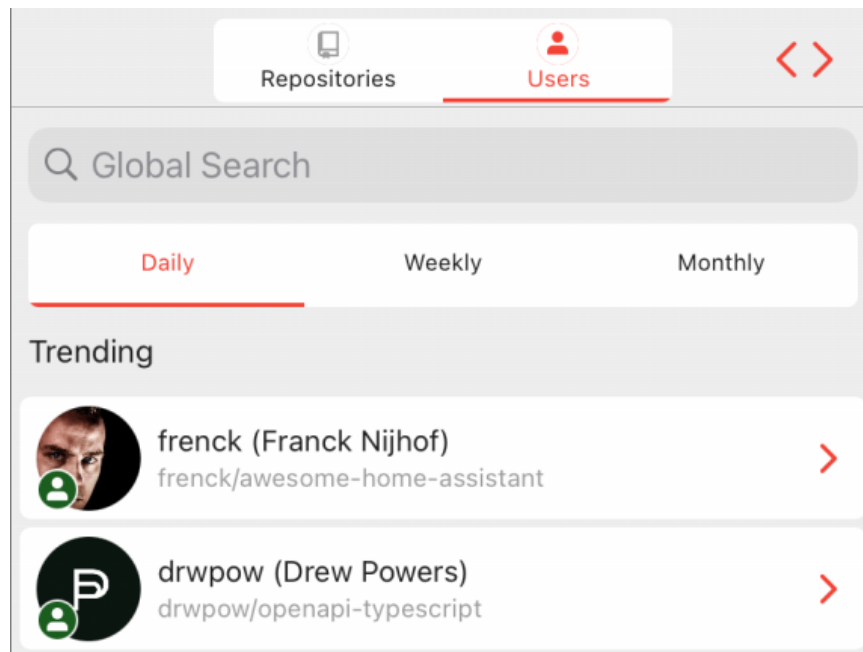 Repositories Users
Global Search
Daily Weekly Monthly
Trending
frenck (Franck Nijhof)
frenck/awesome-home-assistant
drwpow (Drew Powers)
drwpow/openapi-typescript